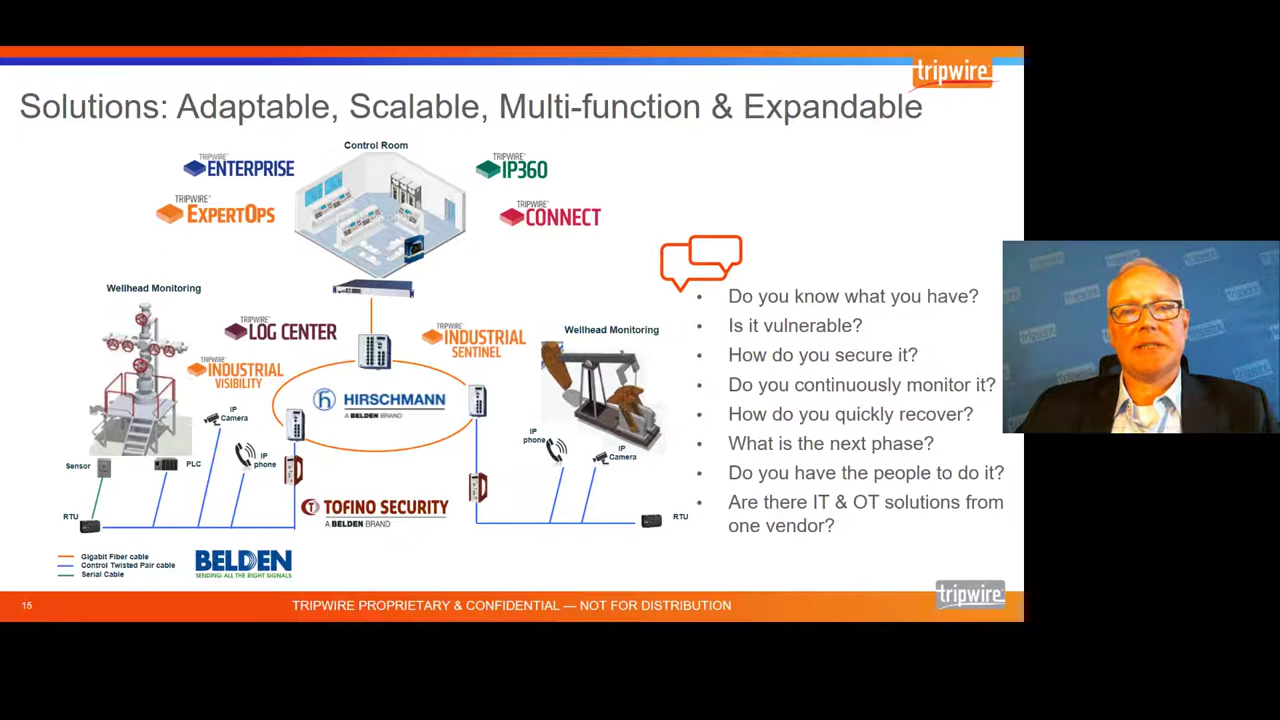 tripwire
Solutions: Adaptable, Scalable, Multi-function & Expandable
Control Room
TRIPWIRE
ENTERPRISE
TRIPWIRE
IP360
TRIPWIRE
EXPERTOPS
TRIPWIRE
CONNECT
Wellhead Monitoring
TRIPWIRE
LOG CENTER
TRIPWIRE
INDUSTRIAL
SENTINEL
Wellhead Monitoring
TRIPWIRE
INDUSTRIAL
VISIBILITY
HIRSCHMANN
A BELDEN BRAND
IP
Camera
IP
phone
Sensor
PLC
RTU
IP
phone
IP
Camera
RTU
TOFINO SECURITY
A BELDEN BRAND
Gigabit Fiber cable
Control Twisted Pair cable
Serial Cable
BELDEN
SENDING ALL THE RIGHT SIGNALS
• Do you know what you have?
• Is it vulnerable?
• How do you secure it?
• Do you continuously monitor it?
• How do you quickly recover?
• What is the next phase?
• Do you have the people to do it?
• Are there IT & OT solutions from
one vendor?
tripwire
tripwire
tripwire
15
TRIPWIRE PROPRIETARY & CONFIDENTIAL — NOT FOR DISTRIBUTION
tripwire